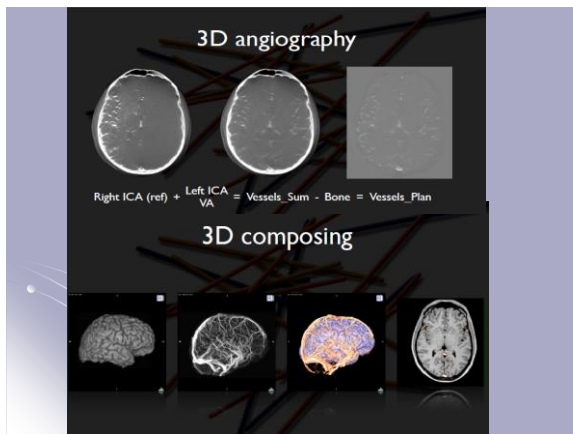 3D angiography
Right ICA (ref) + Left ICA VA = Vessels_Sum - Bone = Vessels_Plan
3D composing